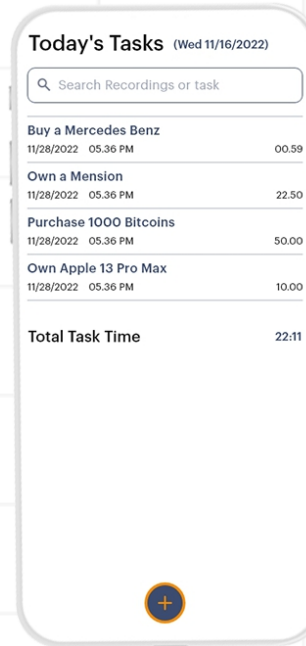 Today's Tasks (Wed 11/16/2022)
Search Recordings or task
Buy a Mercedes Benz
11/28/2022 05.36 PM 00.59
Own a Mension
11/28/2022 05.36 PM 22.50
Purchase 1000 Bitcoins
11/28/2022 05.36 PM 50.00
Own Apple 13 Pro Max
11/28/2022 05.36 PM 10.00
Total Task Time 22:11